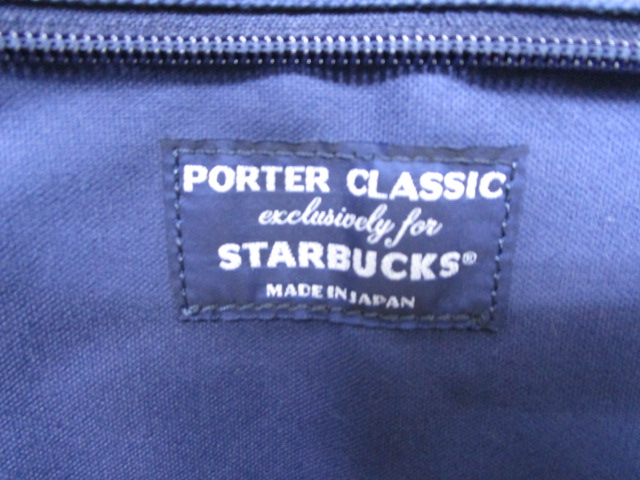 PORTER CLASSIC
exclusively for
STARBUCKS®
MADE IN JAPAN